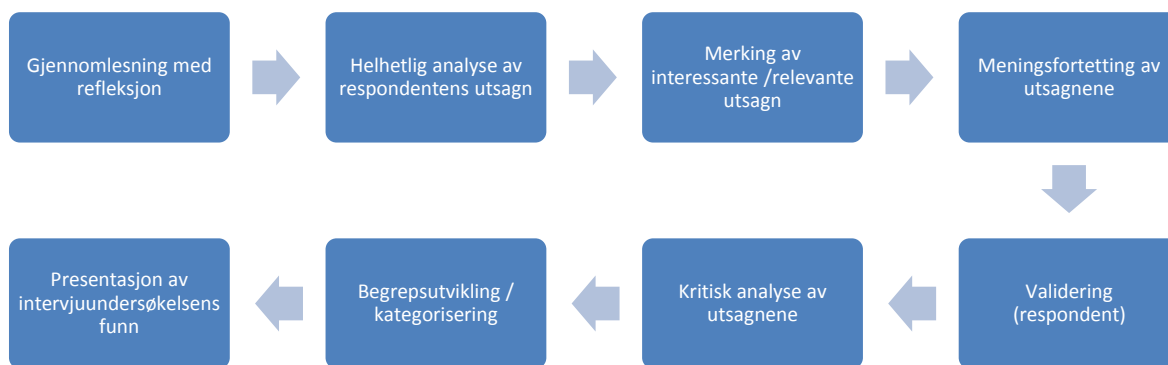 Gjennomlesning med
refleksjon
Helhetlig analyse av
respondentens utsagn
Merking av
interessante /relevante
utsagn
Meningsfortetting av
utsagnene
Validering
(respondent)
Kritisk analyse av
utsagnene
Begrepsutvikling /
kategorisering
Presentasjon av
intervjuundersøkelsens
funn